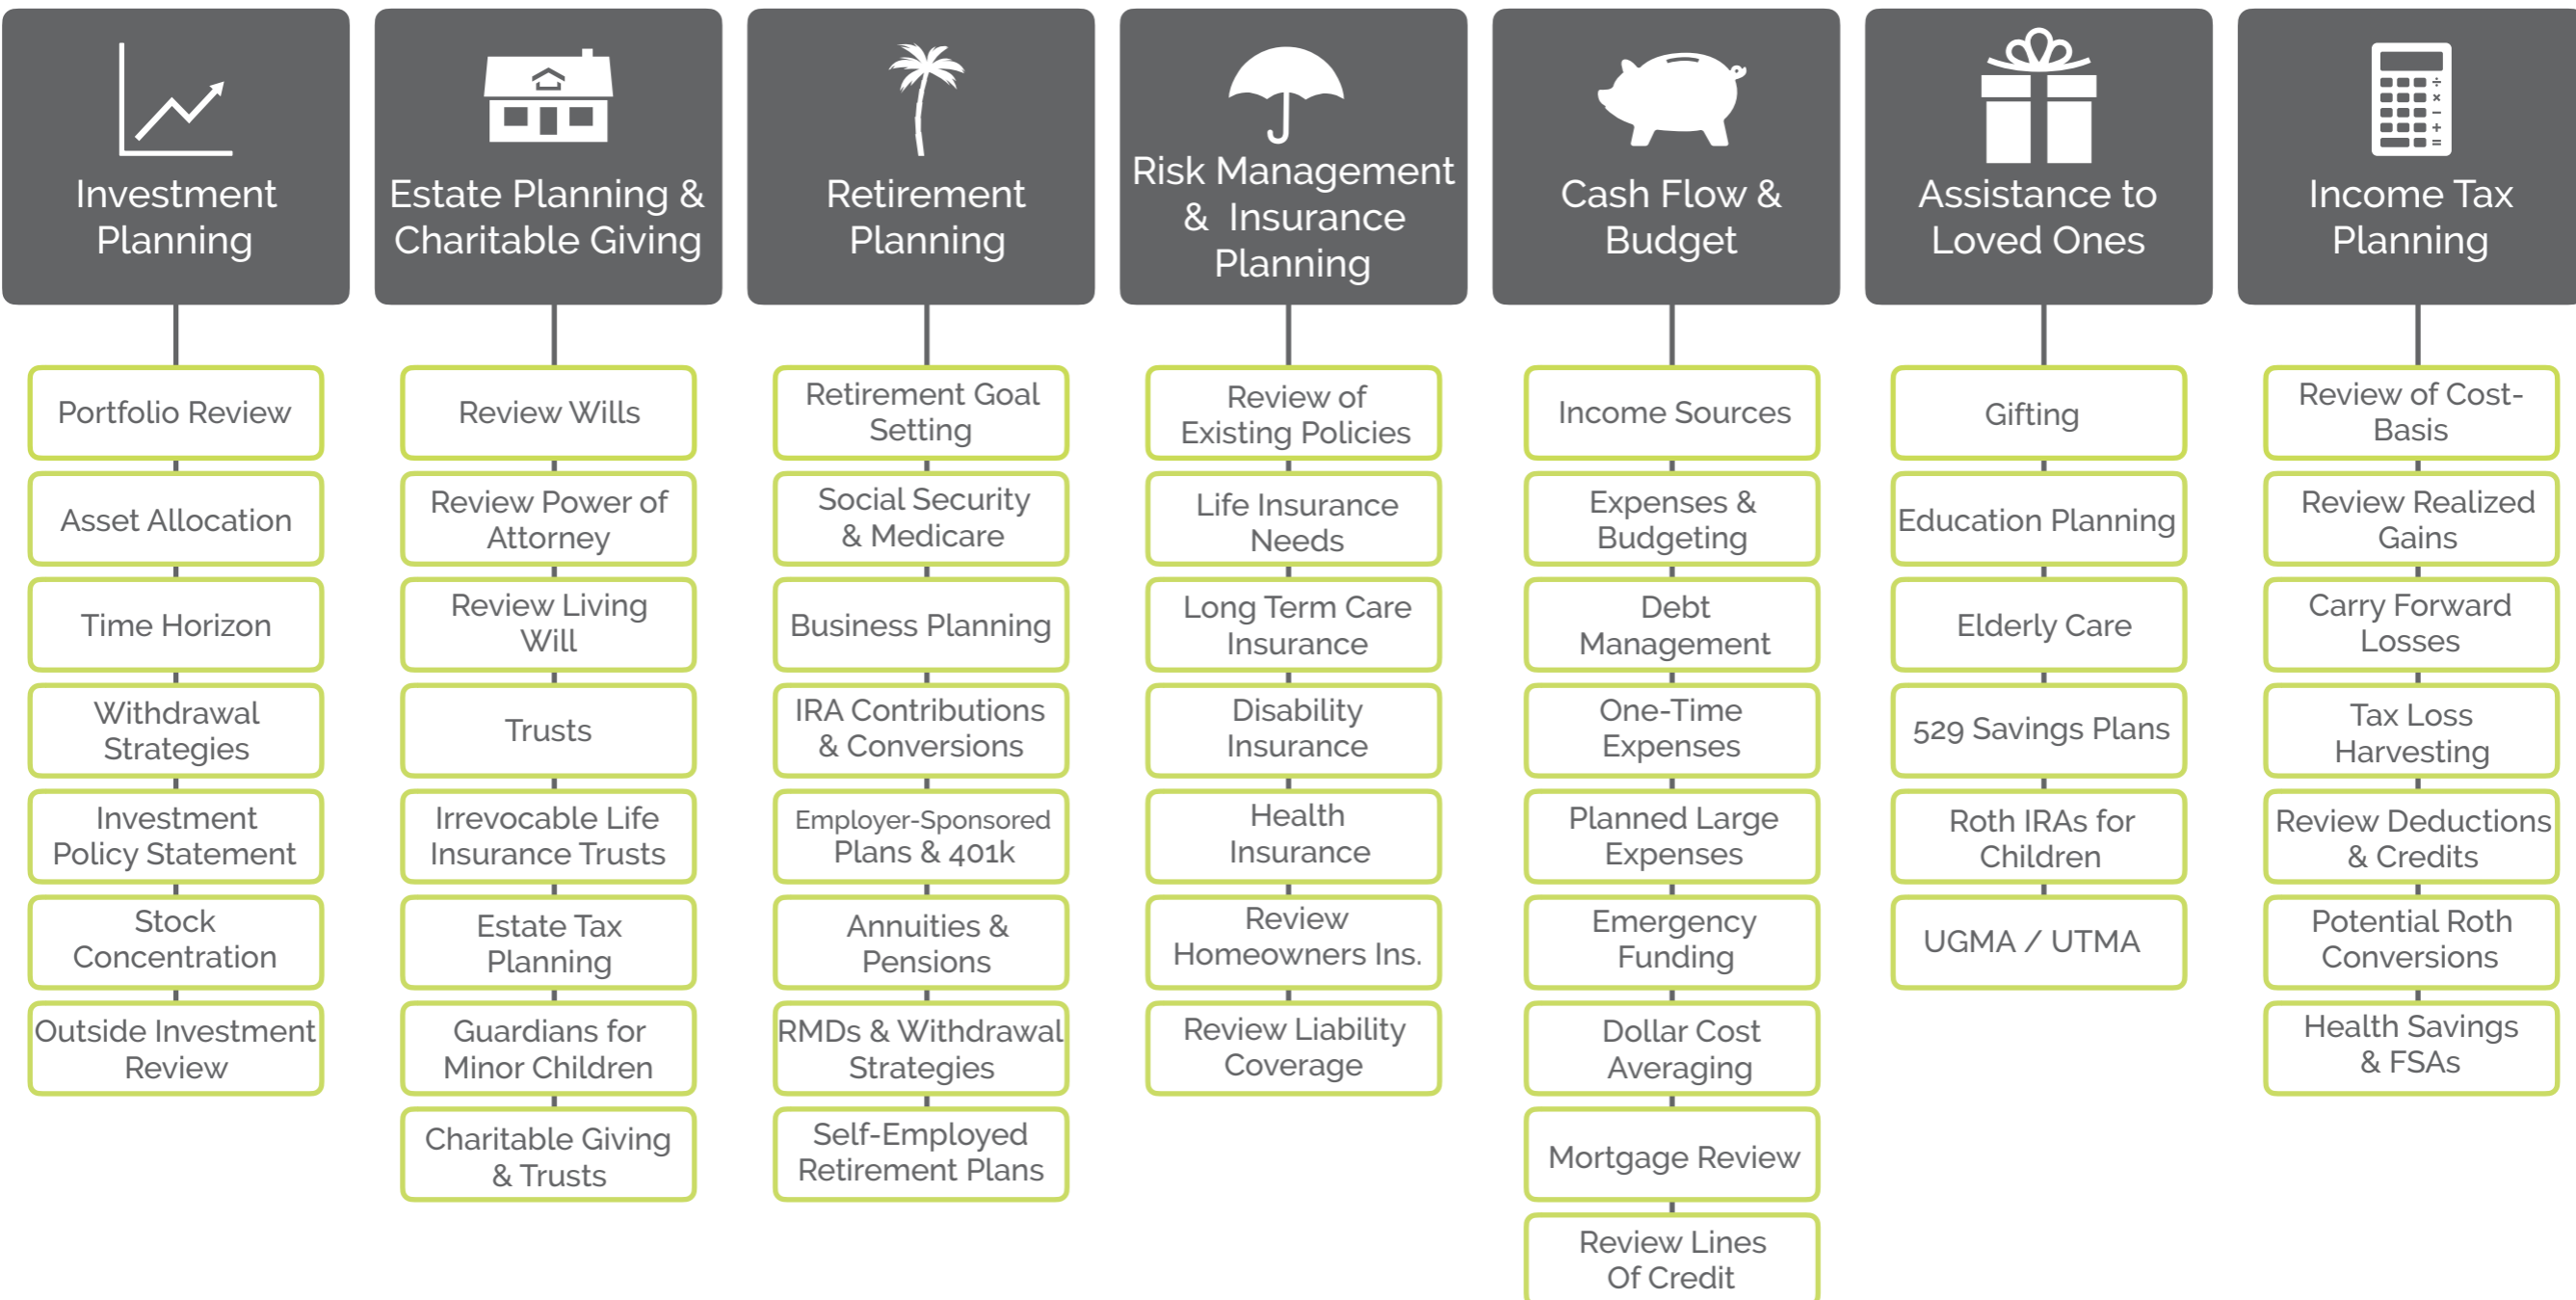 Investment
Planning
Portfolio Review
Asset Allocation
Time Horizon
Withdrawal
Strategies
Investment
Policy Statement
Stock
Concentration
Outside Investment
Review
Estate Planning &
Charitable Giving
Review Wills
Review Power of
Attorney
Review Living
Will
Trusts
Irrevocable Life
Insurance Trusts
Estate Tax
Planning
Guardians for
Minor Children
Charitable Giving
& Trusts
Retirement
Planning
Retirement Goal
Setting
Social Security
& Medicare
Business Planning
IRA Contributions
& Conversions
Employer-Sponsored
Plans & 401k
Annuities &
Pensions
RMDs & Withdrawal
Strategies
Self-Employed
Retirement Plans
Risk Management
& Insurance
Planning
Review of
Existing Policies
Life Insurance
Needs
Long Term Care
Insurance
Disability
Insurance
Health
Insurance
Review
Homeowners Ins.
Review Liability
Coverage
Cash Flow &
Budget
Income Sources
Expenses &
Budgeting
Debt
Management
One-Time
Expenses
Planned Large
Expenses
Emergency
Funding
Dollar Cost
Averaging
Mortgage Review
Review Lines
Of Credit
Assistance to
Loved Ones
Gifting
Education Planning
Elderly Care
529 Savings Plans
Roth IRAs for
Children
UGMA / UTMA
Income Tax
Planning
Review of Cost-
Basis
Review Realized
Gains
Carry Forward
Losses
Tax Loss
Harvesting
Review Deductions
& Credits
Potential Roth
Conversions
Health Savings
& FSAs